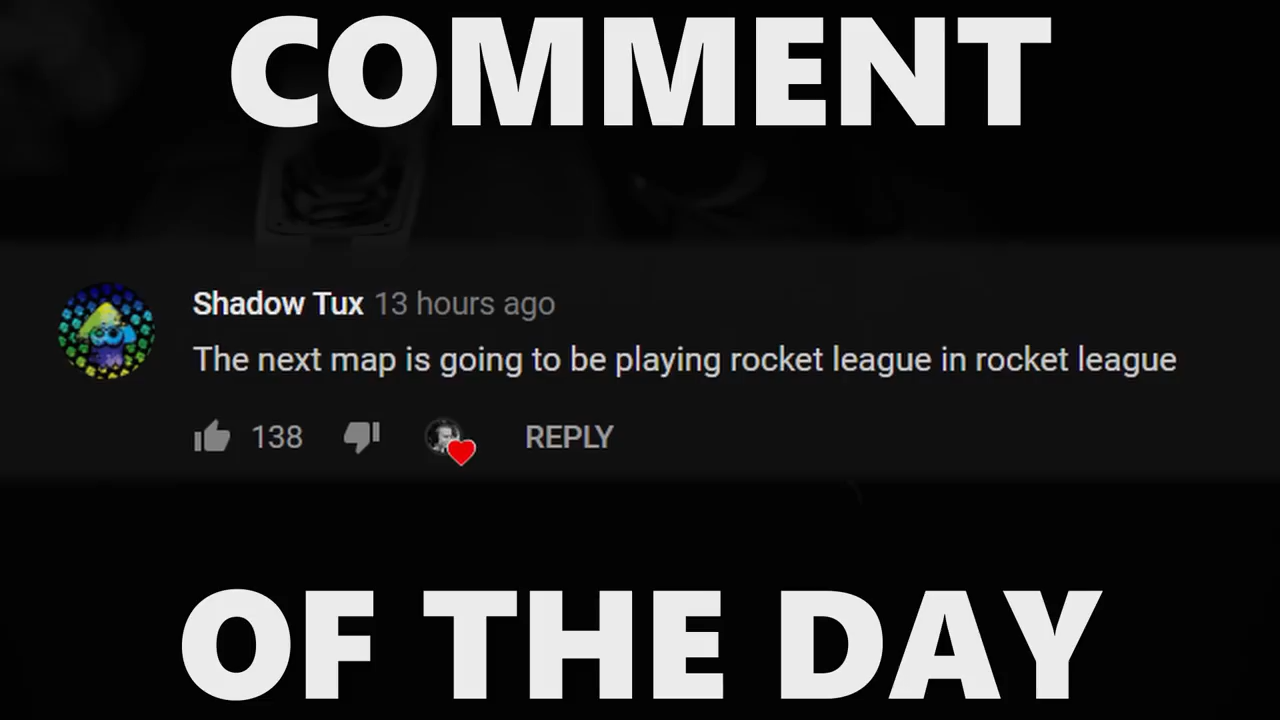 COMMENT
Shadow Tux 13 hours ago
The next map is going to be playing rocket league in rocket league
138 REPLY
OF THE DAY